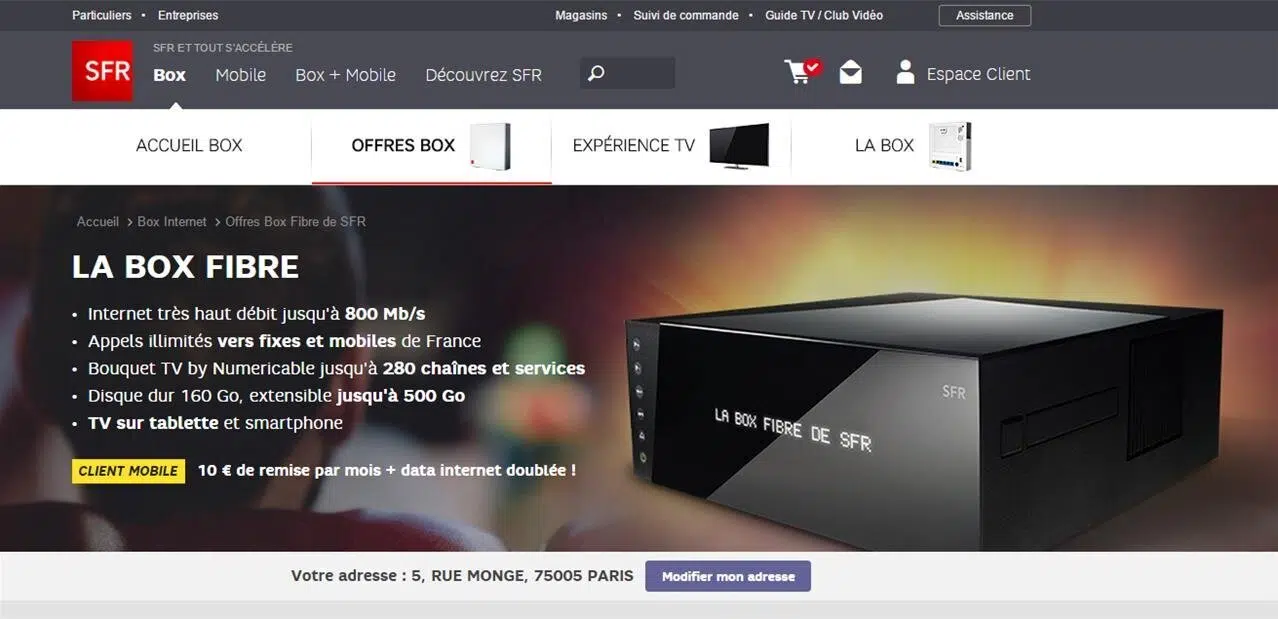 Particuliers • Entreprises
Magasins • Suivi de commande • Guide TV / Club Vidéo
Assistance
SFR
SFR ET TOUT S'ACCÉLÈRE
Box Mobile Box + Mobile Découvrez SFR
Espace Client
ACCUEIL BOX
OFFRES BOX
EXPÉRIENCE TV
LA BOX
Accueil > Box Internet > Offres Box Fibre de SFR
LA BOX FIBRE
• Internet très haut débit jusqu'à 800 Mb/s
• Appels illimités vers fixes et mobiles de France
• Bouquet TV by Numericable jusqu'à 280 chaînes et services
• Disque dur 160 Go, extensible jusqu'à 500 Go
• TV sur tablette et smartphone
CLIENT MOBILE 10 € de remise par mois + data internet doublée !
SFR
LA BOX FIBRE DE SFR
Votre adresse : 5, RUE MONGE, 75005 PARIS
Modifier mon adresse